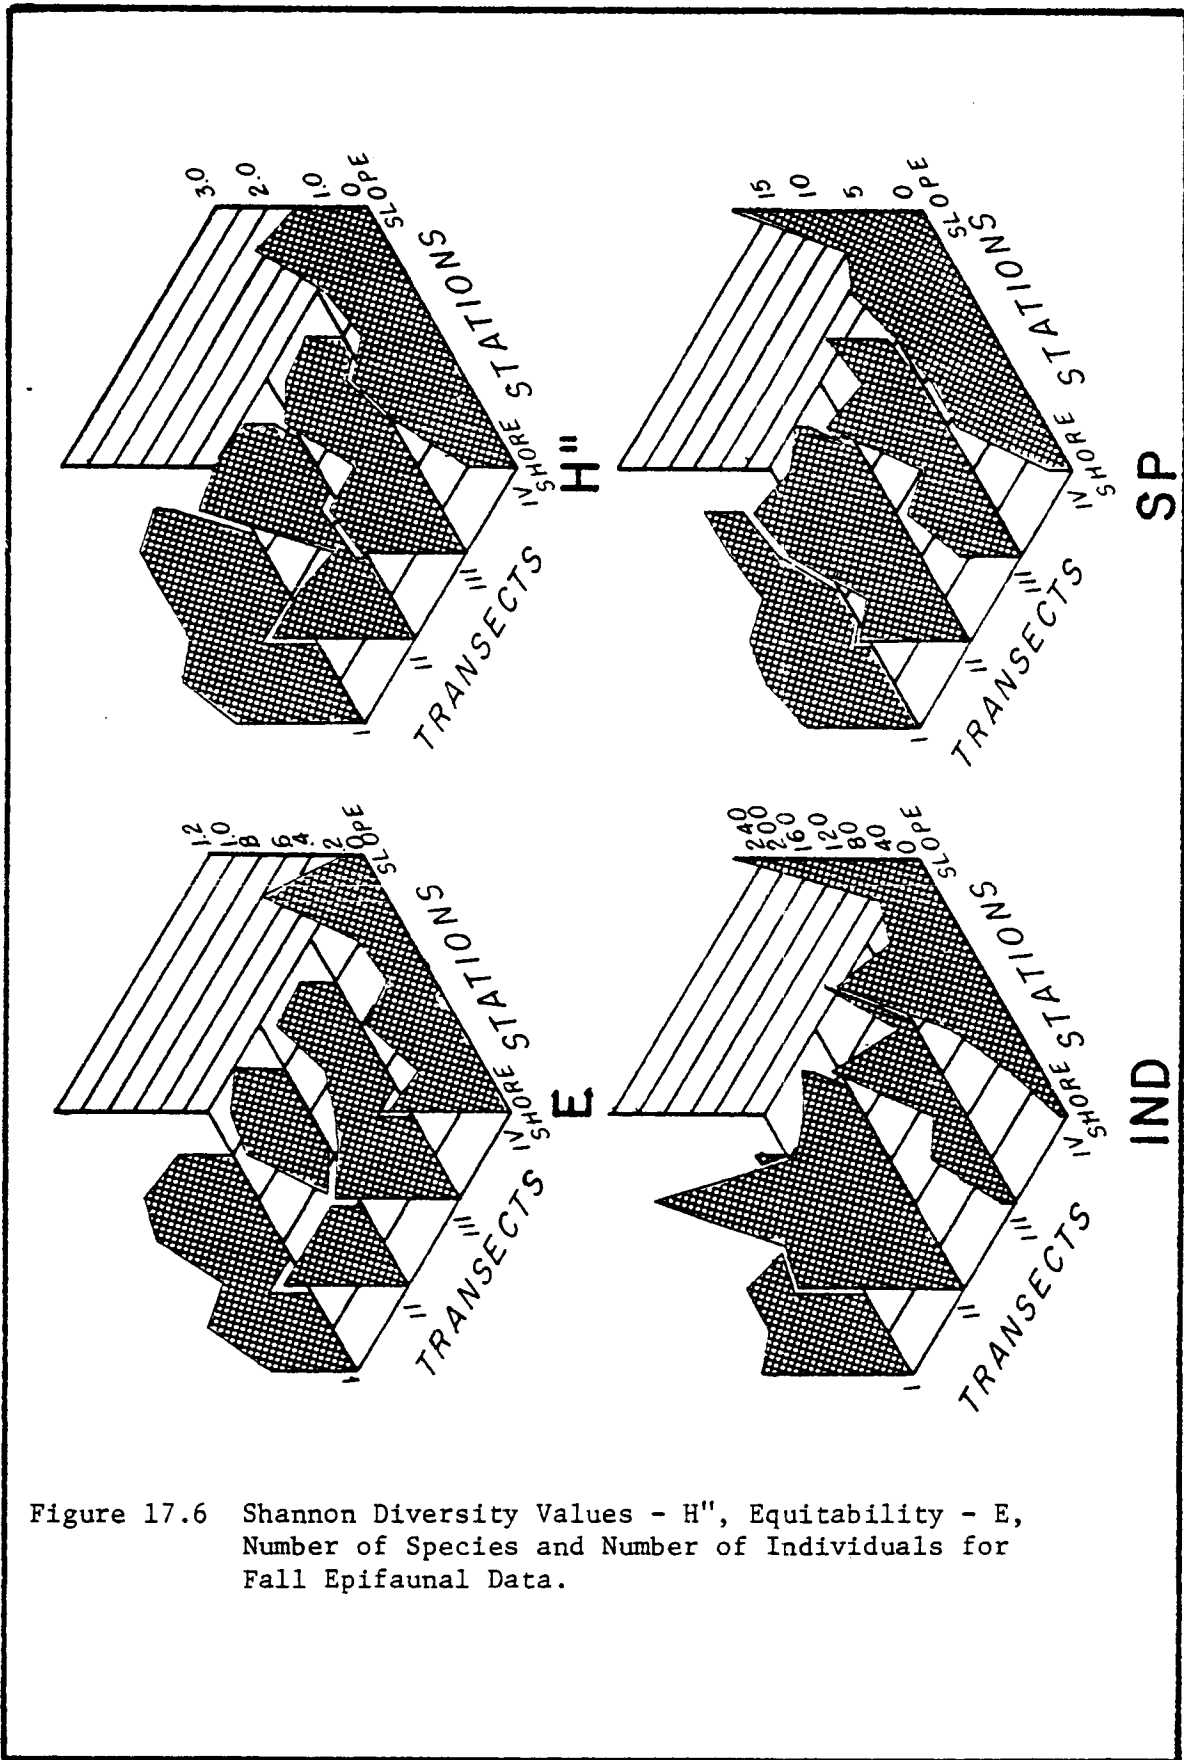 3.0
2.0
1.0
0
SLOPE
STATIONS
SHORE
IV
III
II
I
TRANSECTS
H"
15
10
5
0
SLOPE
STATIONS
SHORE
IV
III
II
I
TRANSECTS
SP
1.2
1.0
.8
.6
.4
.2
0
SLOPE
STATIONS
SHORE
IV
III
II
I
TRANSECTS
E
240
200
160
120
80
40
0
SLOPE
STATIONS
SHORE
IV
III
II
I
TRANSECTS
IND
Figure 17.6 Shannon Diversity Values - H", Equitability - E,
Number of Species and Number of Individuals for
Fall Epifaunal Data.